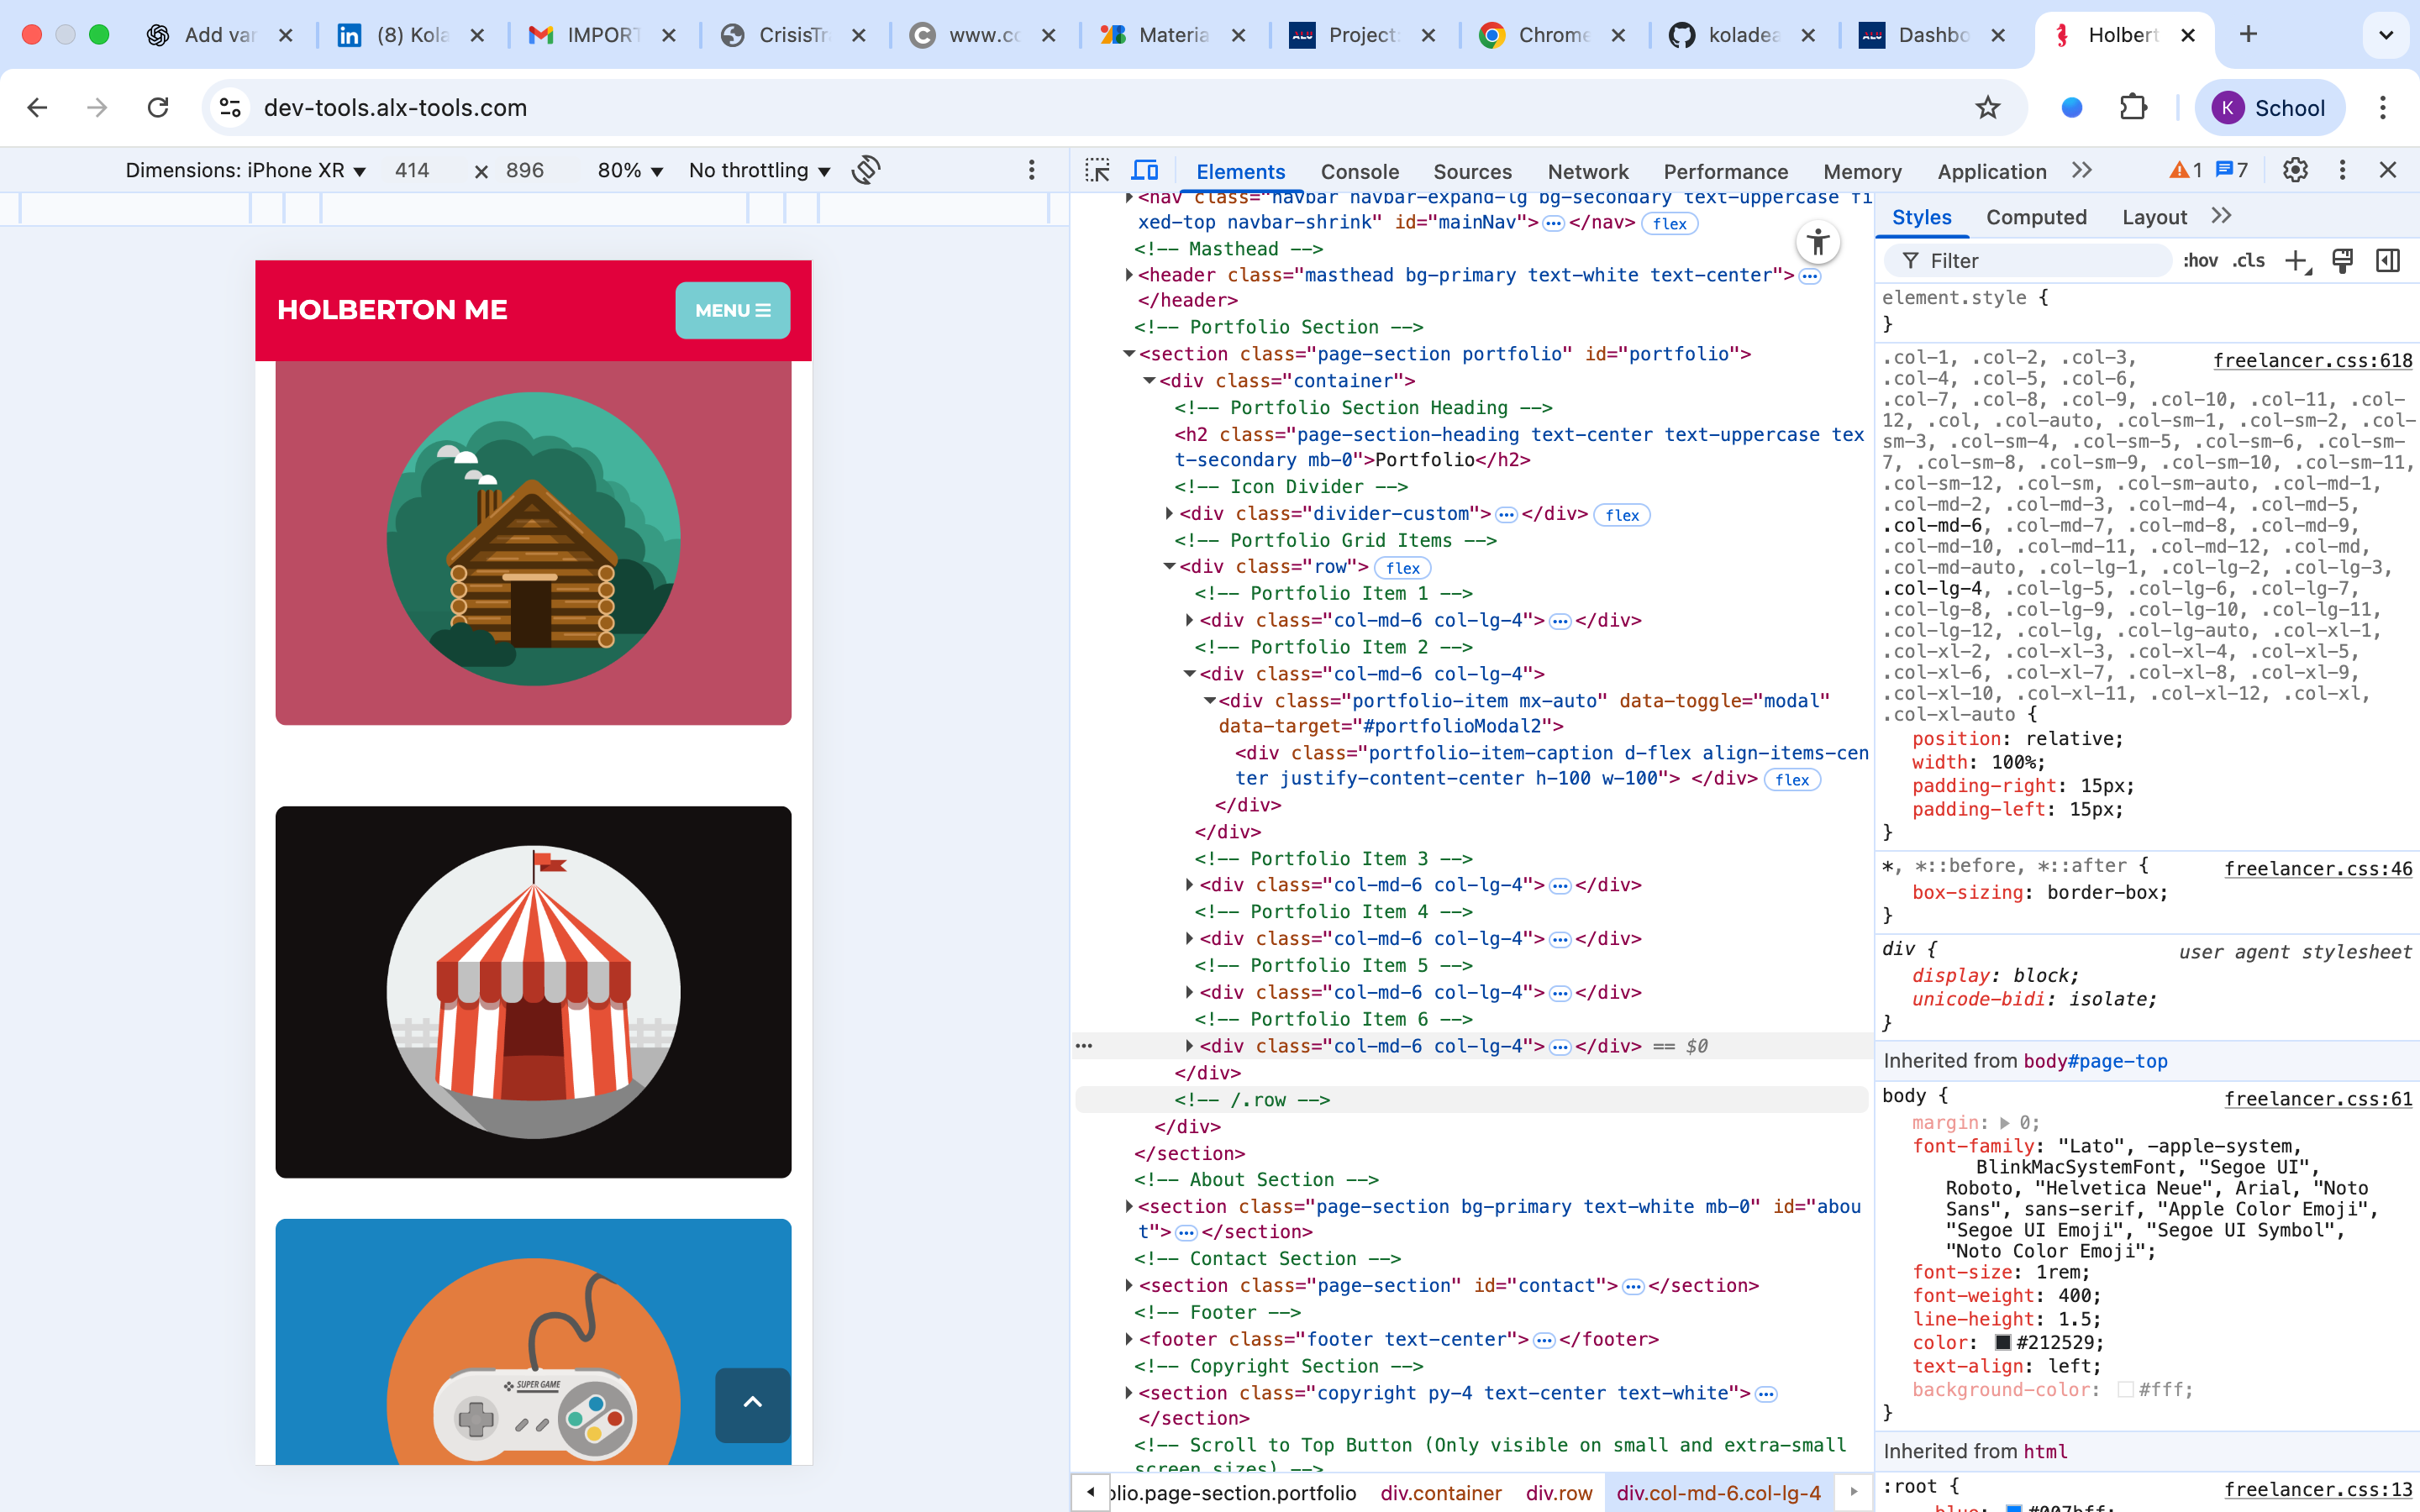 Add var
(8) Kola
IMPORT
CrisisTr
www.co
Materia
ALU
Project
Chrome
koladea
ALU
Dashbo
Holbert
dev-tools.alx-tools.com
K
School
Dimensions: iPhone XR
414
×
896
80%
No throttling
Elements
Console
Sources
Network
Performance
Memory
Application
1
7
HOLBERTON ME
MENU
SUPER GAME
<nav class="navbar navbar-expand-lg bg-secondary text-uppercase fi
xed-top navbar-shrink" id="mainNav"> ••• </nav> flex
<!-- Masthead -->
<header class="masthead bg-primary text-white text-center"> •••
</header>
<!-- Portfolio Section -->
<section class="page-section portfolio" id="portfolio">
<div class="container">
<!-- Portfolio Section Heading -->
<h2 class="page-section-heading text-center text-uppercase tex
t-secondary mb-0">Portfolio</h2>
<!-- Icon Divider -->
<div class="divider-custom"> ••• </div> flex
<!-- Portfolio Grid Items -->
<div class="row"> flex
<!-- Portfolio Item 1 -->
<div class="col-md-6 col-lg-4"> ••• </div>
<!-- Portfolio Item 2 -->
<div class="col-md-6 col-lg-4">
<div class="portfolio-item mx-auto" data-toggle="modal"
data-target="#portfolioModal2">
<div class="portfolio-item-caption d-flex align-items-cen
ter justify-content-center h-100 w-100"> </div> flex
</div>
</div>
<!-- Portfolio Item 3 -->
<div class="col-md-6 col-lg-4"> ••• </div>
<!-- Portfolio Item 4 -->
<div class="col-md-6 col-lg-4"> ••• </div>
<!-- Portfolio Item 5 -->
<div class="col-md-6 col-lg-4"> ••• </div>
<!-- Portfolio Item 6 -->
••• <div class="col-md-6 col-lg-4"> ••• </div> == $0
</div>
<!-- /.row -->
</div>
</section>
<!-- About Section -->
<section class="page-section bg-primary text-white mb-0" id="abou
t"> ••• </section>
<!-- Contact Section -->
<section class="page-section" id="contact"> ••• </section>
<!-- Footer -->
<footer class="footer text-center"> ••• </footer>
<!-- Copyright Section -->
<section class="copyright py-4 text-center text-white"> •••
</section>
<!-- Scroll to Top Button (Only visible on small and extra-small
screen sizes) -->
olio.page-section.portfolio
div.container
div.row
div.col-md-6.col-lg-4
Styles
Computed
Layout
Filter
:hov
.cls
element.style {
}
.col-1, .col-2, .col-3, freelancer.css:618
.col-4, .col-5, .col-6,
.col-7, .col-8, .col-9, .col-10, .col-11, .col-
12, .col, .col-auto, .col-sm-1, .col-sm-2, .col-
sm-3, .col-sm-4, .col-sm-5, .col-sm-6, .col-sm-
7, .col-sm-8, .col-sm-9, .col-sm-10, .col-sm-11,
.col-sm-12, .col-sm, .col-sm-auto, .col-md-1,
.col-md-2, .col-md-3, .col-md-4, .col-md-5,
.col-md-6, .col-md-7, .col-md-8, .col-md-9,
.col-md-10, .col-md-11, .col-md-12, .col-md,
.col-md-auto, .col-lg-1, .col-lg-2, .col-lg-3,
.col-lg-4, .col-lg-5, .col-lg-6, .col-lg-7,
.col-lg-8, .col-lg-9, .col-lg-10, .col-lg-11,
.col-lg-12, .col-lg, .col-lg-auto, .col-xl-1,
.col-xl-2, .col-xl-3, .col-xl-4, .col-xl-5,
.col-xl-6, .col-xl-7, .col-xl-8, .col-xl-9,
.col-xl-10, .col-xl-11, .col-xl-12, .col-xl,
.col-xl-auto {
position: relative;
width: 100%;
padding-right: 15px;
padding-left: 15px;
}
*, *::before, *::after { freelancer.css:46
box-sizing: border-box;
}
div { user agent stylesheet
display: block;
unicode-bidi: isolate;
}
Inherited from body#page-top
body { freelancer.css:61
margin: 0;
font-family: "Lato", -apple-system,
BlinkMacSystemFont, "Segoe UI",
Roboto, "Helvetica Neue", Arial, "Noto
Sans", sans-serif, "Apple Color Emoji",
"Segoe UI Emoji", "Segoe UI Symbol",
"Noto Color Emoji";
font-size: 1rem;
font-weight: 400;
line-height: 1.5;
color: #212529;
text-align: left;
background-color: #fff;
}
Inherited from html
:root { freelancer.css:13
--blue: #007bff;